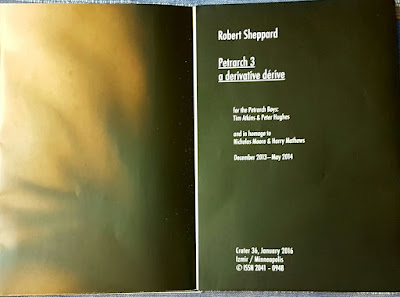 Robert Sheppard
Petrarch 3
a derivative dérive
for the Petrarch Boys:
Tim Atkins & Peter Hughes
and in homage to
Nicholas Moore & Harry Mathews
December 2013–May 2014
Crater 36, January 2016
Izmir / Minneapolis
© ISSN 2041 - 0948